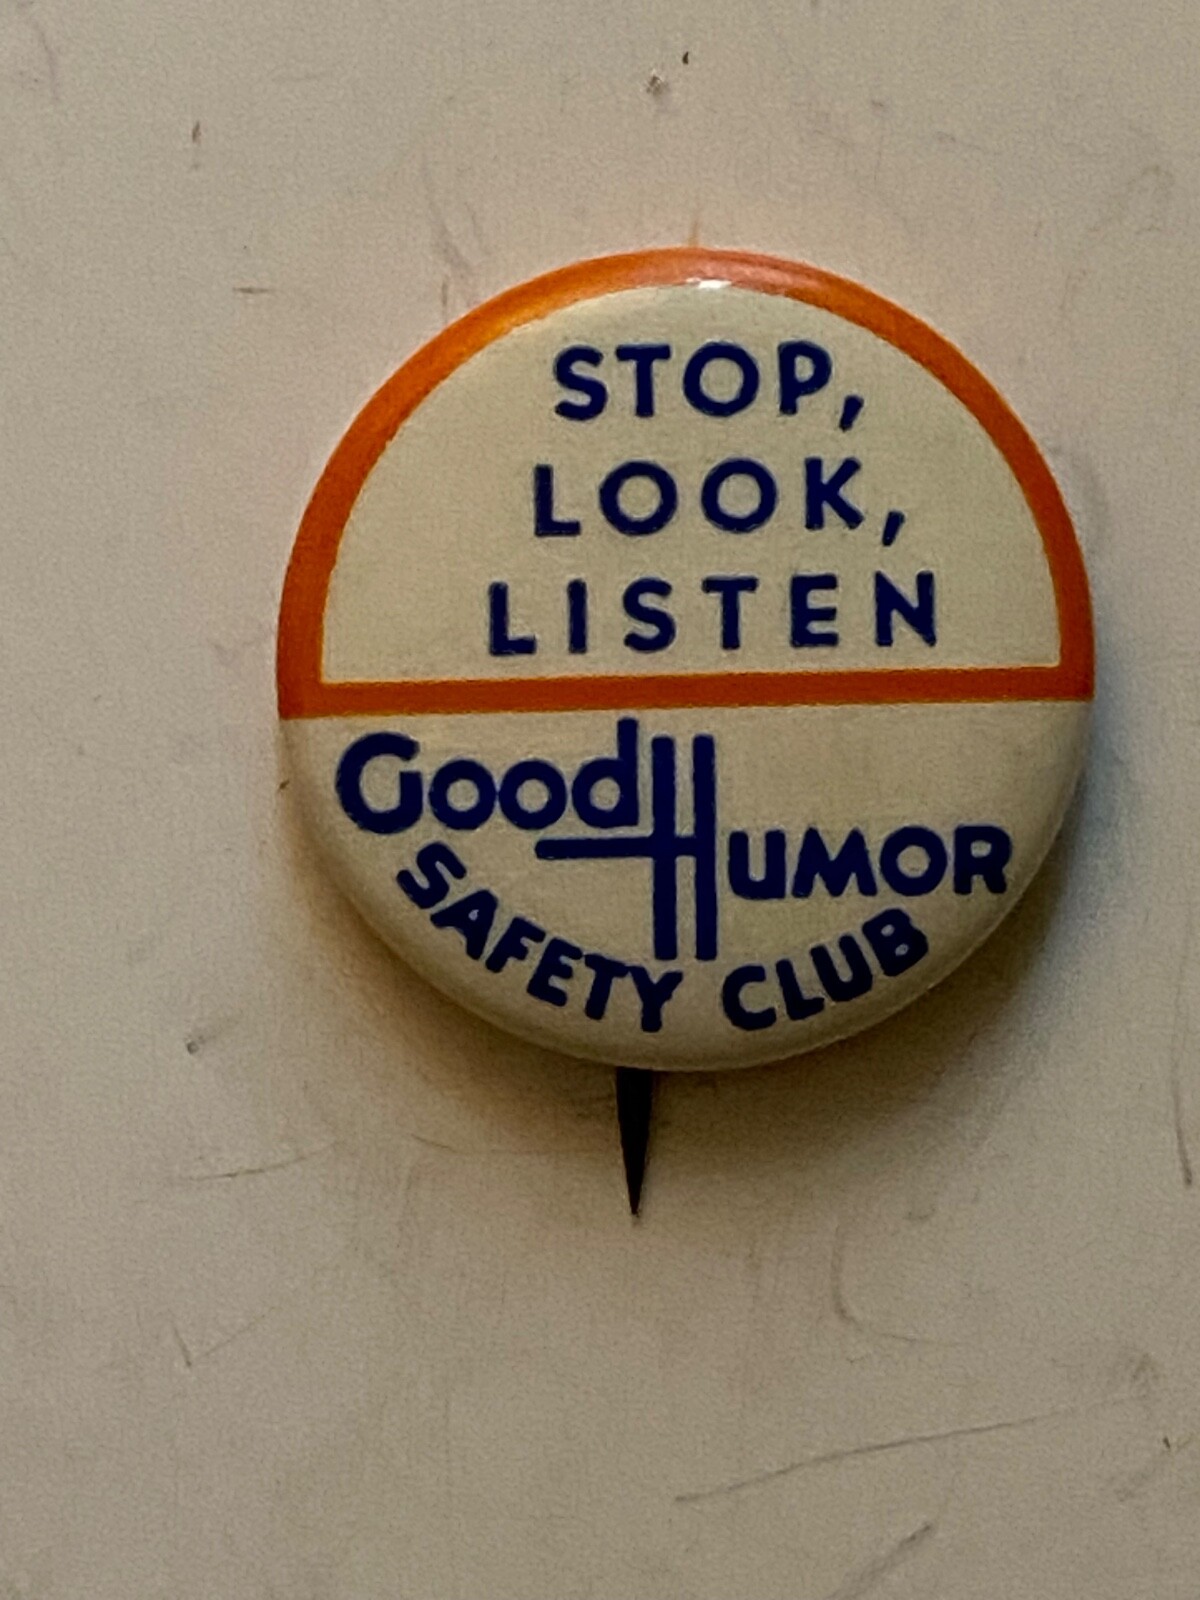 STOP,
LOOK,
LISTEN
Good HUMOR
SAFETY CLUB